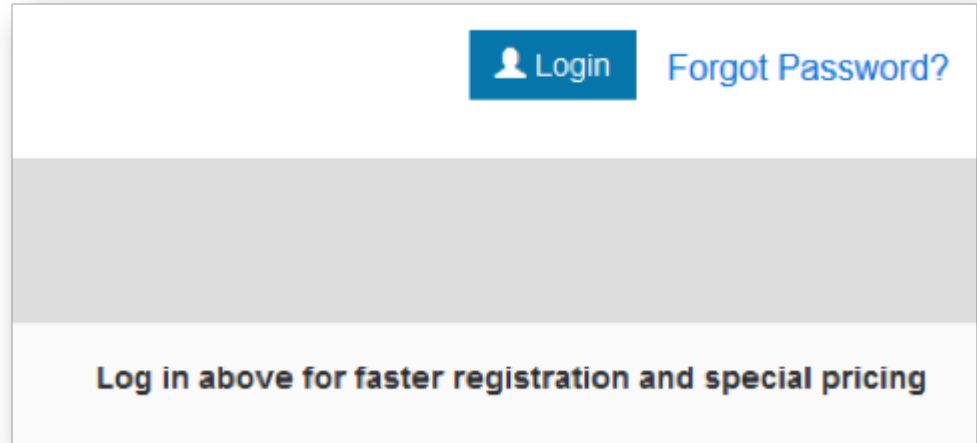 Login Forgot Password?
Log in above for faster registration and special pricing